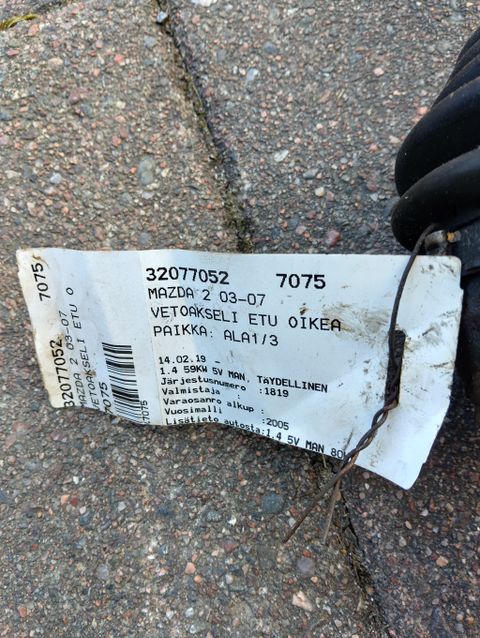 32077052 7075
MAZDA 2 03-07
VETOAKSELI ETU OIKEA
PAIKKA: ALA1/3
14.02.19 -
1.4 59KW 5V MAN, TÄYDELLINEN
Järjestusnumero :1819
Valmistaja :
Varaosanro alkup :
Vuosimalli :2005
Lisätieto autosta:1.4 5V MAN 80
32077052 7075
MAZDA 2 03-07
VETOAKSELI ETU O
7075